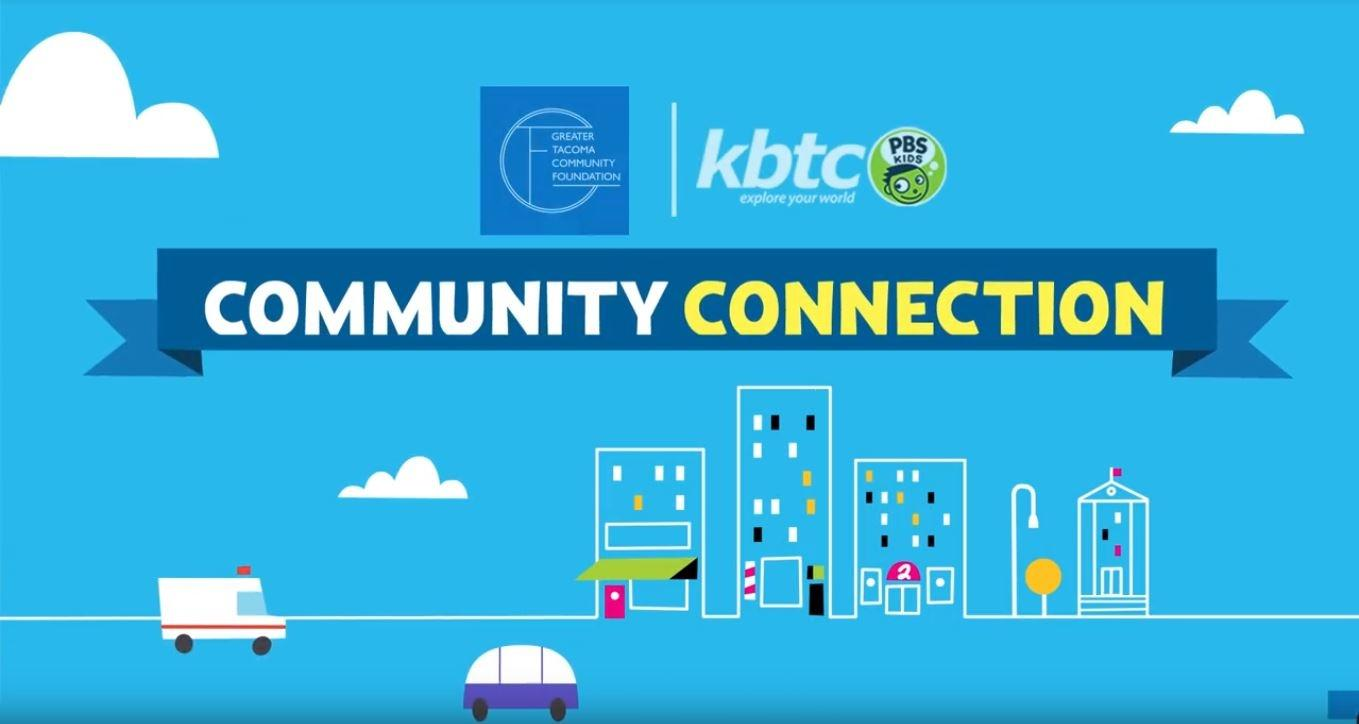 GREATER
TACOMA
COMMUNITY
FOUNDATION
kbtc
explore your world
PBS
KIDS
COMMUNITY CONNECTION
2